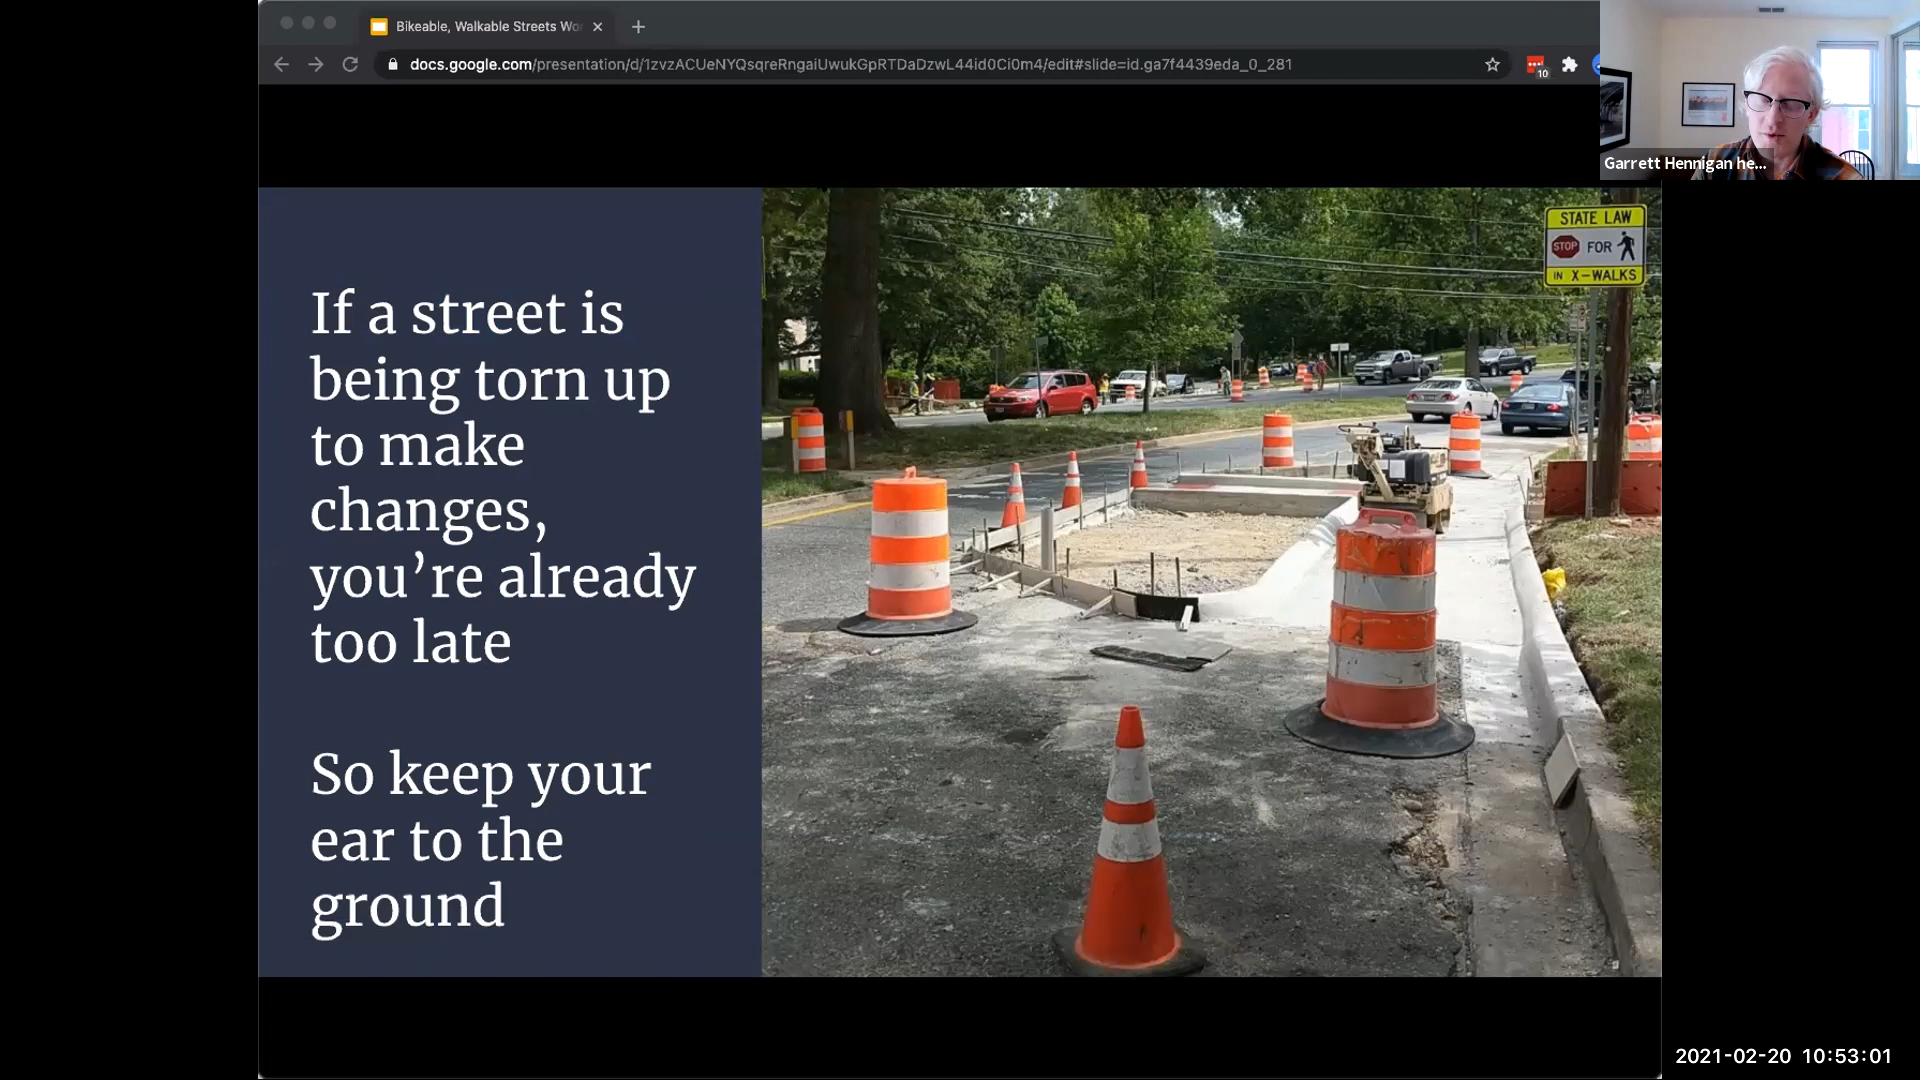 Bikeable, Walkable Streets Wo
docs.google.com/presentation/d/1zvzACUeNYQsqreRngaiUwukGpRTDaDzwL44id0Ci0m4/edit#slide=id.ga7f4439eda_0_281
10
Garrett Hennigan he...
If a street is
being torn up
to make
changes,
you’re already
too late
So keep your
ear to the
ground
STATE LAW
STOP FOR
IN X-WALKS
2021-02-20 10:53:01